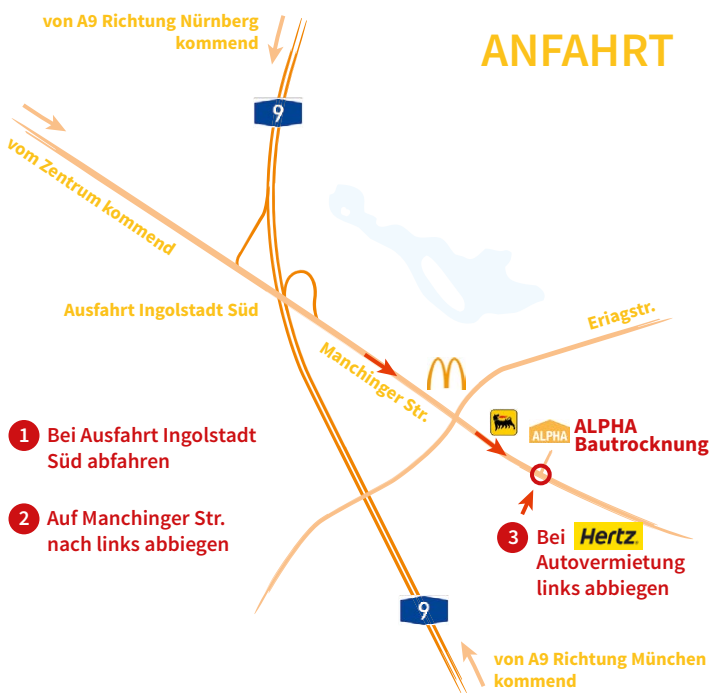 von A9 Richtung Nürnberg
kommend
ANFAHRT
9
vom Zentrum kommend
Ausfahrt Ingolstadt Süd
Eriagstr.
Manchinger Str.
ALPHA
ALPHA
Bautrocknung
1 Bei Ausfahrt Ingolstadt
Süd abfahren
2 Auf Manchinger Str.
nach links abbiegen
3 Bei Hertz.
Autovermietung
links abbiegen
9
von A9 Richtung München
kommend